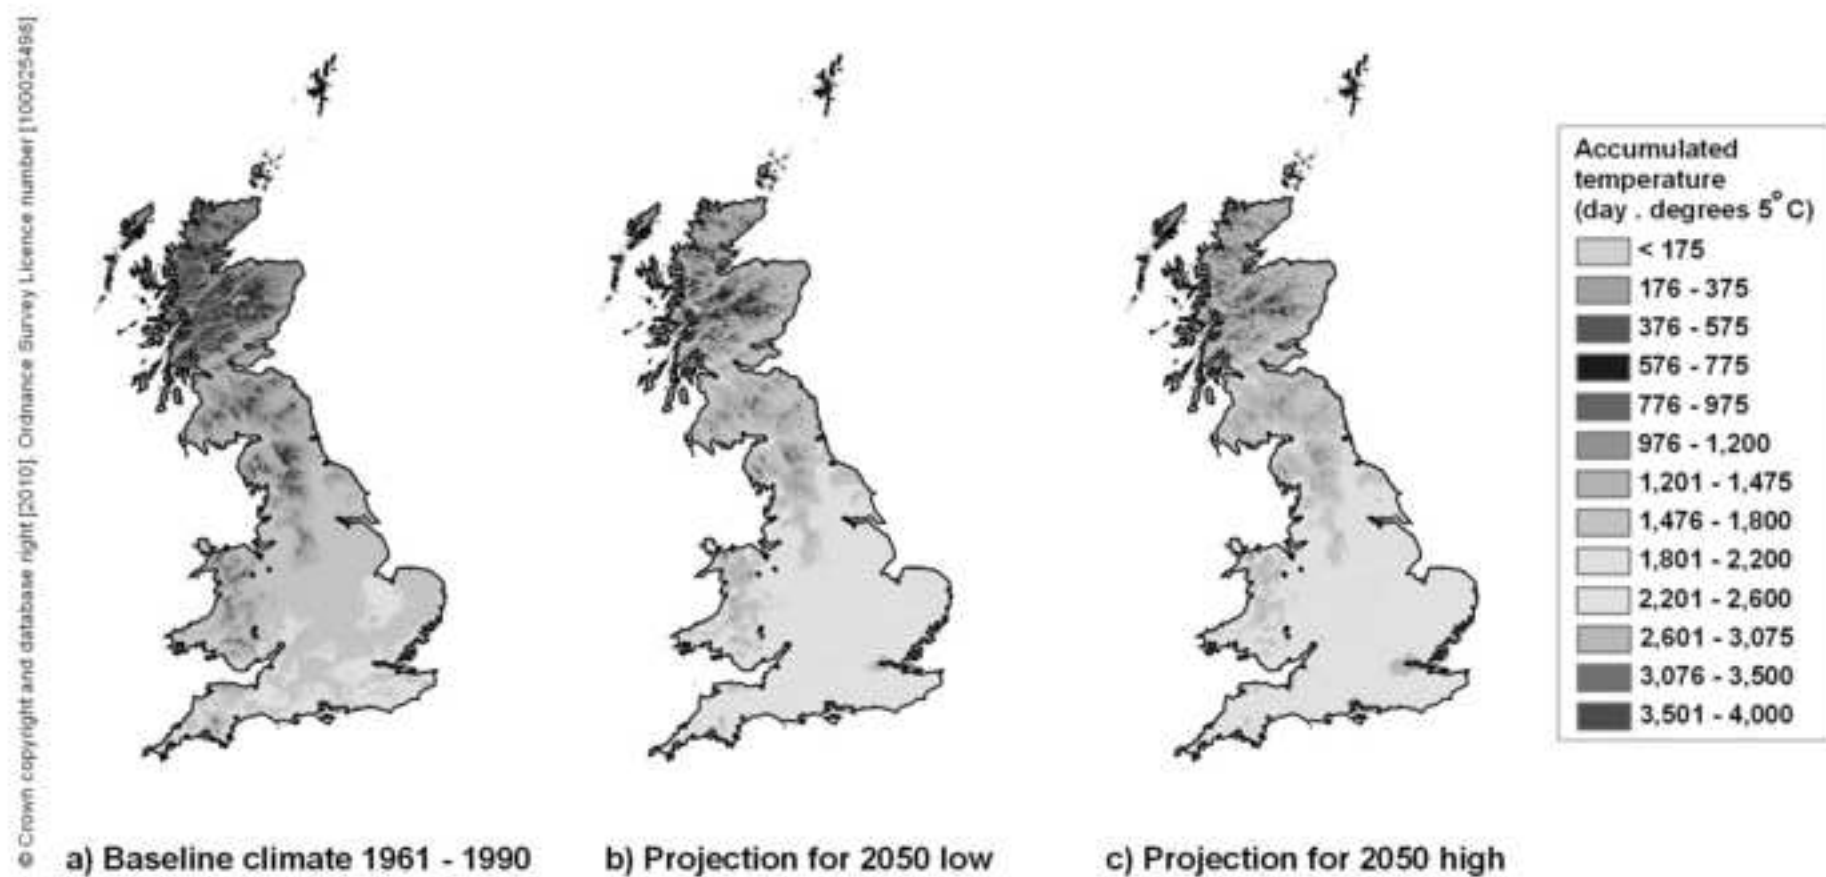 © Crown copyright and database right [2010]. Ordnance Survey Licence number [100025498]
Accumulated
temperature
(day . degrees 5°C)
< 175
176 - 375
376 - 575
576 - 775
776 - 975
976 - 1,200
1,201 - 1,475
1,476 - 1,800
1,801 - 2,200
2,201 - 2,600
2,601 - 3,075
3,076 - 3,500
3,501 - 4,000
a) Baseline climate 1961 - 1990
b) Projection for 2050 low
c) Projection for 2050 high